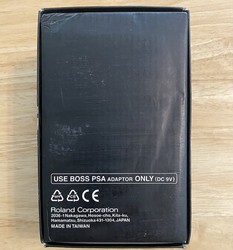 USE BOSS PSA ADAPTOR ONLY (DC 9V)
CE
Roland Corporation
2036-1 Nakagawa, Hosoe-cho, Kita-ku,
Hamamatsu, Shizuoka 431-1304, JAPAN
MADE IN TAIWAN